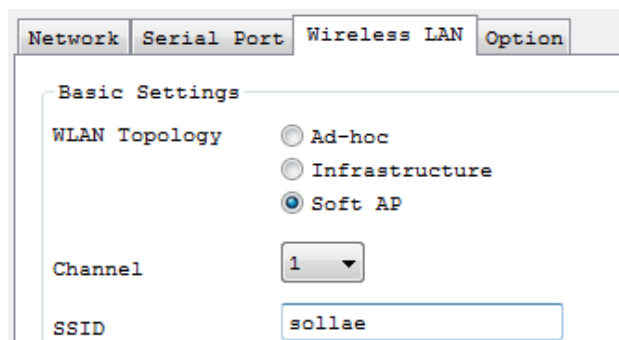 Network Serial Port Wireless LAN Option
Basic Settings
WLAN Topology Ad-hoc
Infrastructure
Soft AP
Channel 1
SSID sollae